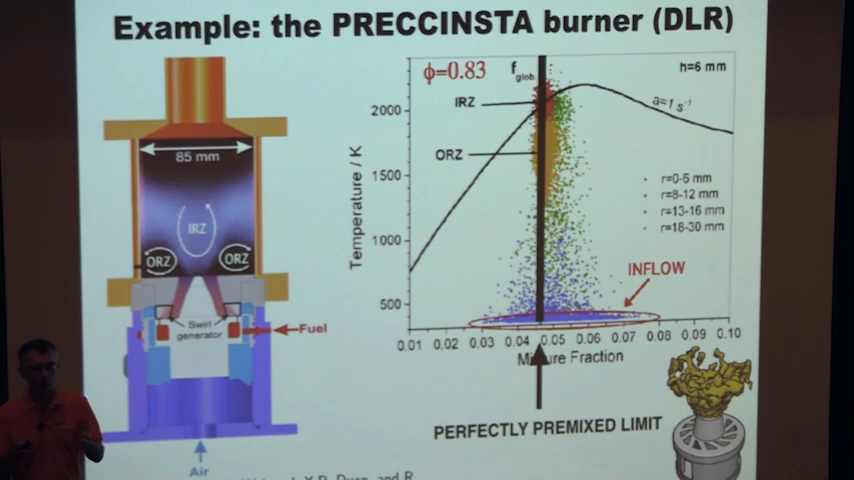 Example: the PRECCINSTA burner (DLR)
85 mm
IRZ
ORZ
ORZ
Swirl
generator
Fuel
Air
ϕ=0.83
f glob.
h=6 mm
IRZ
ORZ
a=1 s⁻¹
Temperature / K
2000
1500
1000
500
r=0-6 mm
r=8-12 mm
r=13-16 mm
r=18-30 mm
INFLOW
0.01 0.02 0.03 0.04 0.05 0.06 0.07 0.08 0.09 0.10
Mixture Fraction
PERFECTLY PREMIXED LIMIT
Duan, and R.